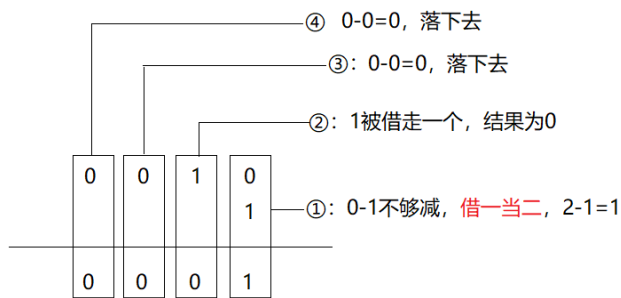 ④ 0-0=0，落下去
③：0-0=0，落下去
②：1被借走一个，结果为0
0 0 1 0
1
①：0-1不够减，借一当二，2-1=1
0 0 0 1